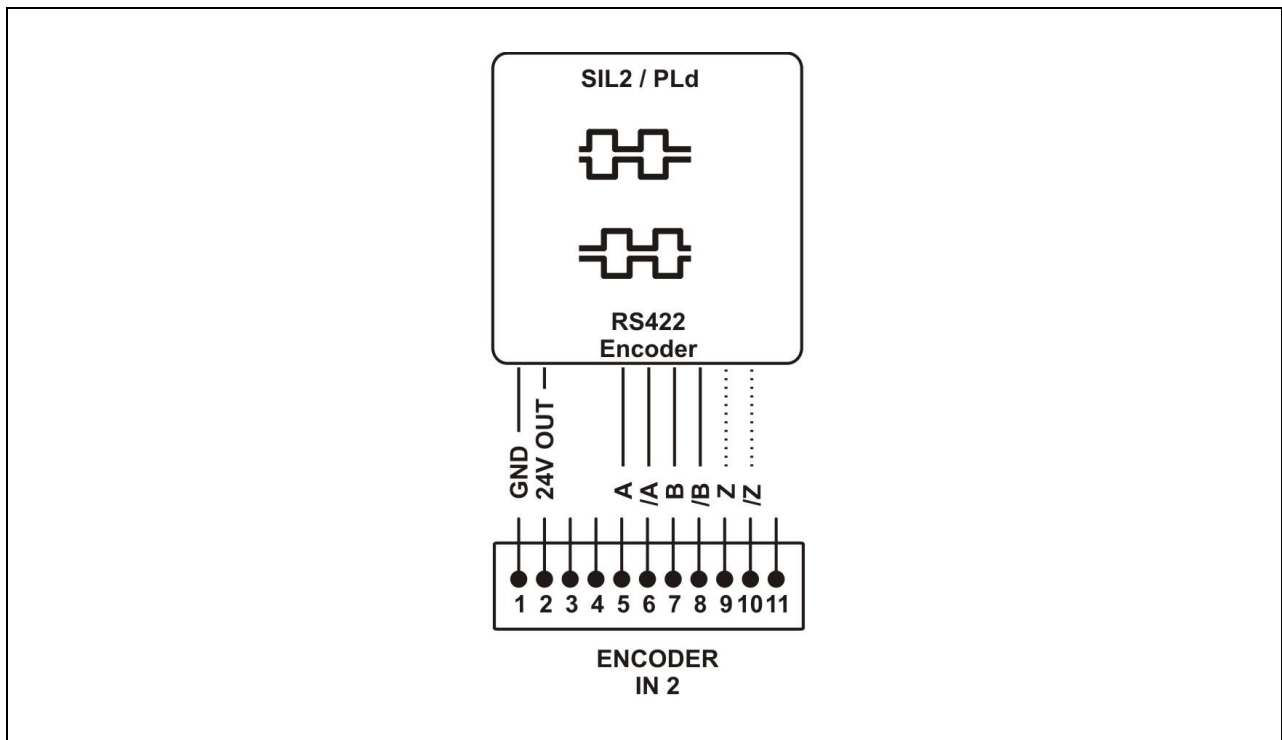 SIL2 / PLd
RS422
Encoder
GND
24V OUT
A
/A
B
/B
Z
/Z
1 2 3 4 5 6 7 8 9 10 11
ENCODER
IN 2